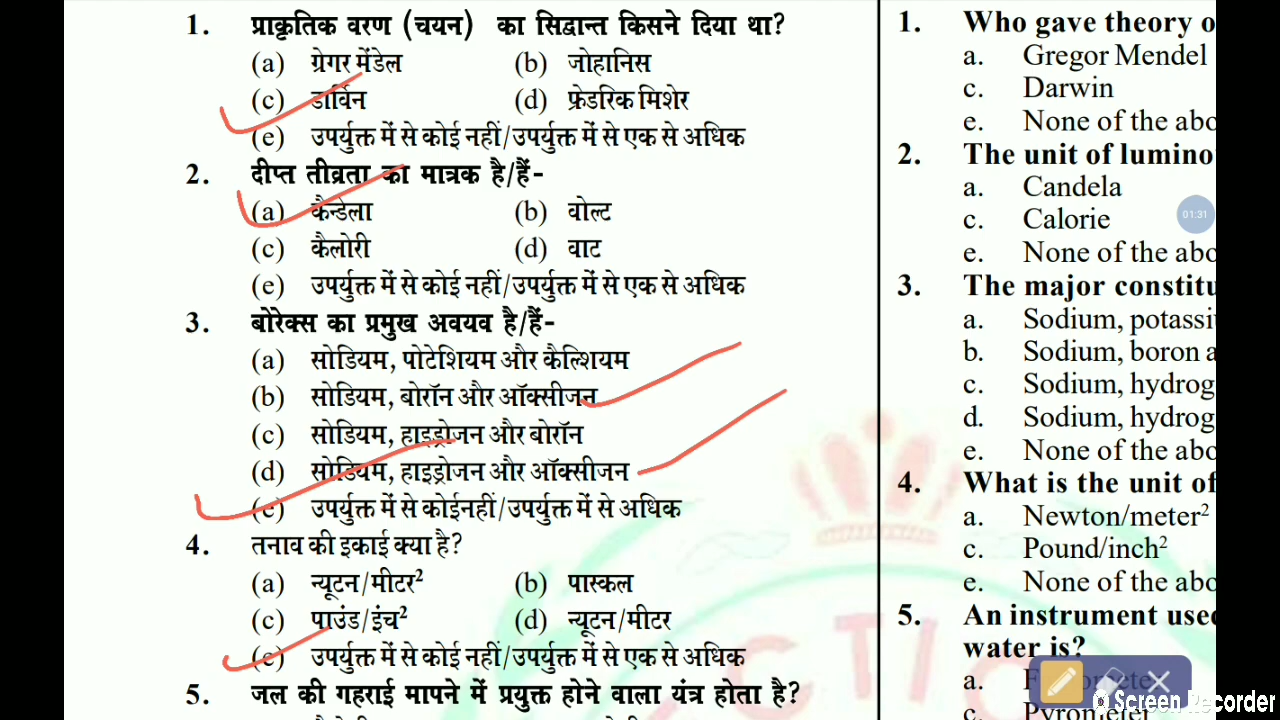 1. प्राकृतिक वरण (चयन) का सिद्वान्त किसने दिया था?
(a) ग्रेगर मेंडेल (b) जोहानिस
(c) डार्विन (d) फ्रेडरिक मिशेर
(e) उपर्युक्त में से कोई नहीं/उपर्युक्त में से एक से अधिक
2. दीप्त तीव्रता का मात्रक है/हैं-
(a) कैन्डेला (b) वोल्ट
(c) कैलोरी (d) वाट
(e) उपर्युक्त में से कोई नहीं/उपर्युक्त में से एक से अधिक
3. बोरेक्स का प्रमुख अवयव है/हैं-
(a) सोडियम, पोटेशियम और कैल्शियम
(b) सोडियम, बोरॉन और ऑक्सीजन
(c) सोडियम, हाइड्रोजन और बोरॉन
(d) सोडियम, हाइड्रोजन और ऑक्सीजन
(e) उपर्युक्त में से कोईनहीं/उपर्युक्त में से अधिक
4. तनाव की इकाई क्या है?
(a) न्यूटन/मीटर² (b) पास्कल
(c) पाउंड/इंच² (d) न्यूटन/मीटर
(e) उपर्युक्त में से कोई नहीं/उपर्युक्त में से एक से अधिक
5. जल की गहराई मापने में प्रयुक्त होने वाला यंत्र होता है?
1. Who gave theory o
a. Gregor Mendel
c. Darwin
e. None of the abo
2. The unit of lumino
a. Candela
c. Calorie
e. None of the abo
3. The major constitu
a. Sodium, potassi
b. Sodium, boron a
c. Sodium, hydrog
d. Sodium, hydrog
e. None of the abo
4. What is the unit of
a. Newton/meter²
c. Pound/inch²
e. None of the abo
5. An instrument used
water is?
a.
c. Pyrometer
01:31
CTI
Screen Recorder